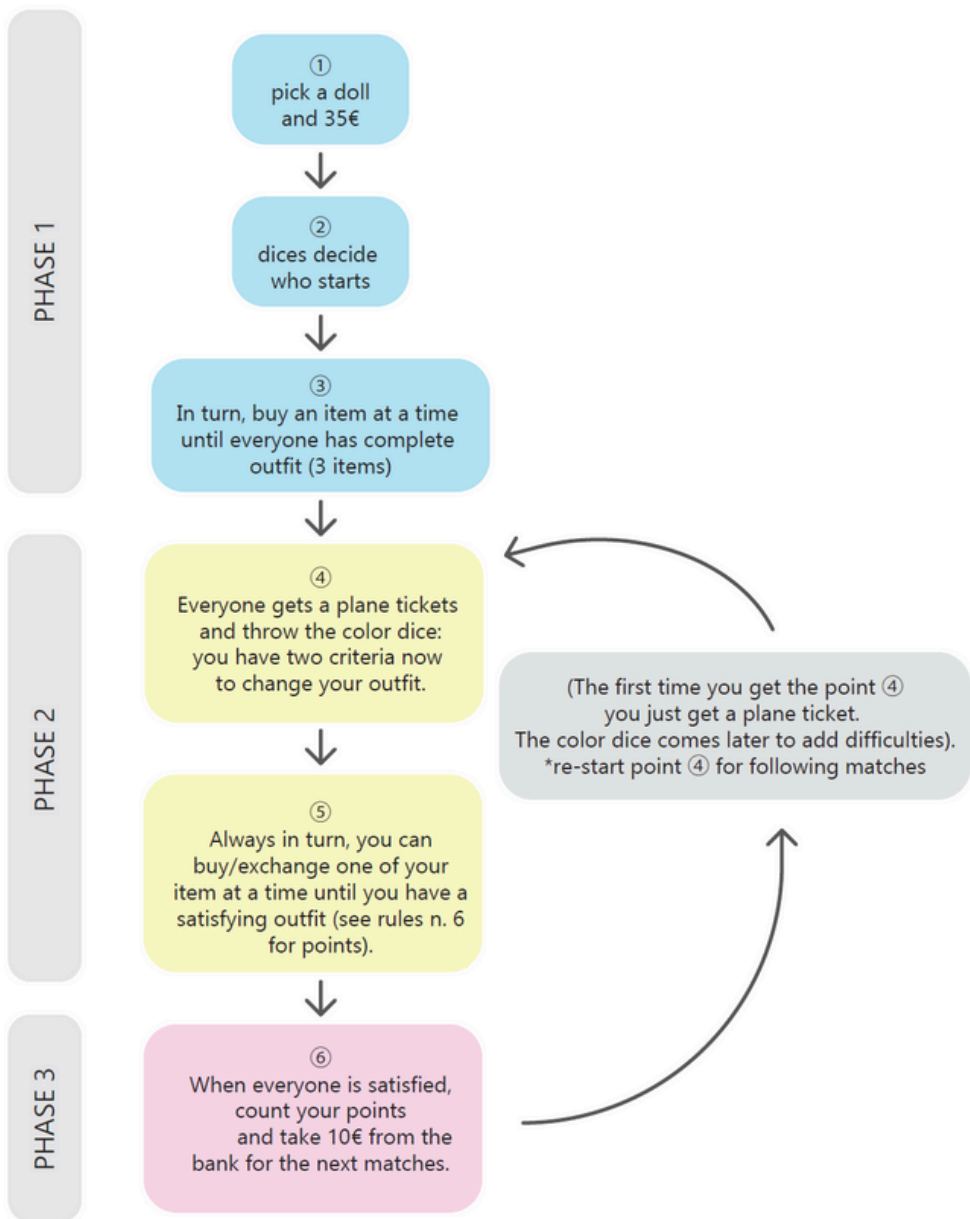 PHASE 1
①
pick a doll
and 35€
②
dices decide
who starts
③
In turn, buy an item at a time
until everyone has complete
outfit (3 items)
PHASE 2
④
Everyone gets a plane tickets
and throw the color dice:
you have two criteria now
to change your outfit.
(The first time you get the point ④
you just get a plane ticket.
The color dice comes later to add difficulties).
*re-start point ④ for following matches
⑤
Always in turn, you can
buy/exchange one of your
item at a time until you have a
satisfying outfit (see rules n. 6
for points).
PHASE 3
⑥
When everyone is satisfied,
count your points
and take 10€ from the
bank for the next matches.